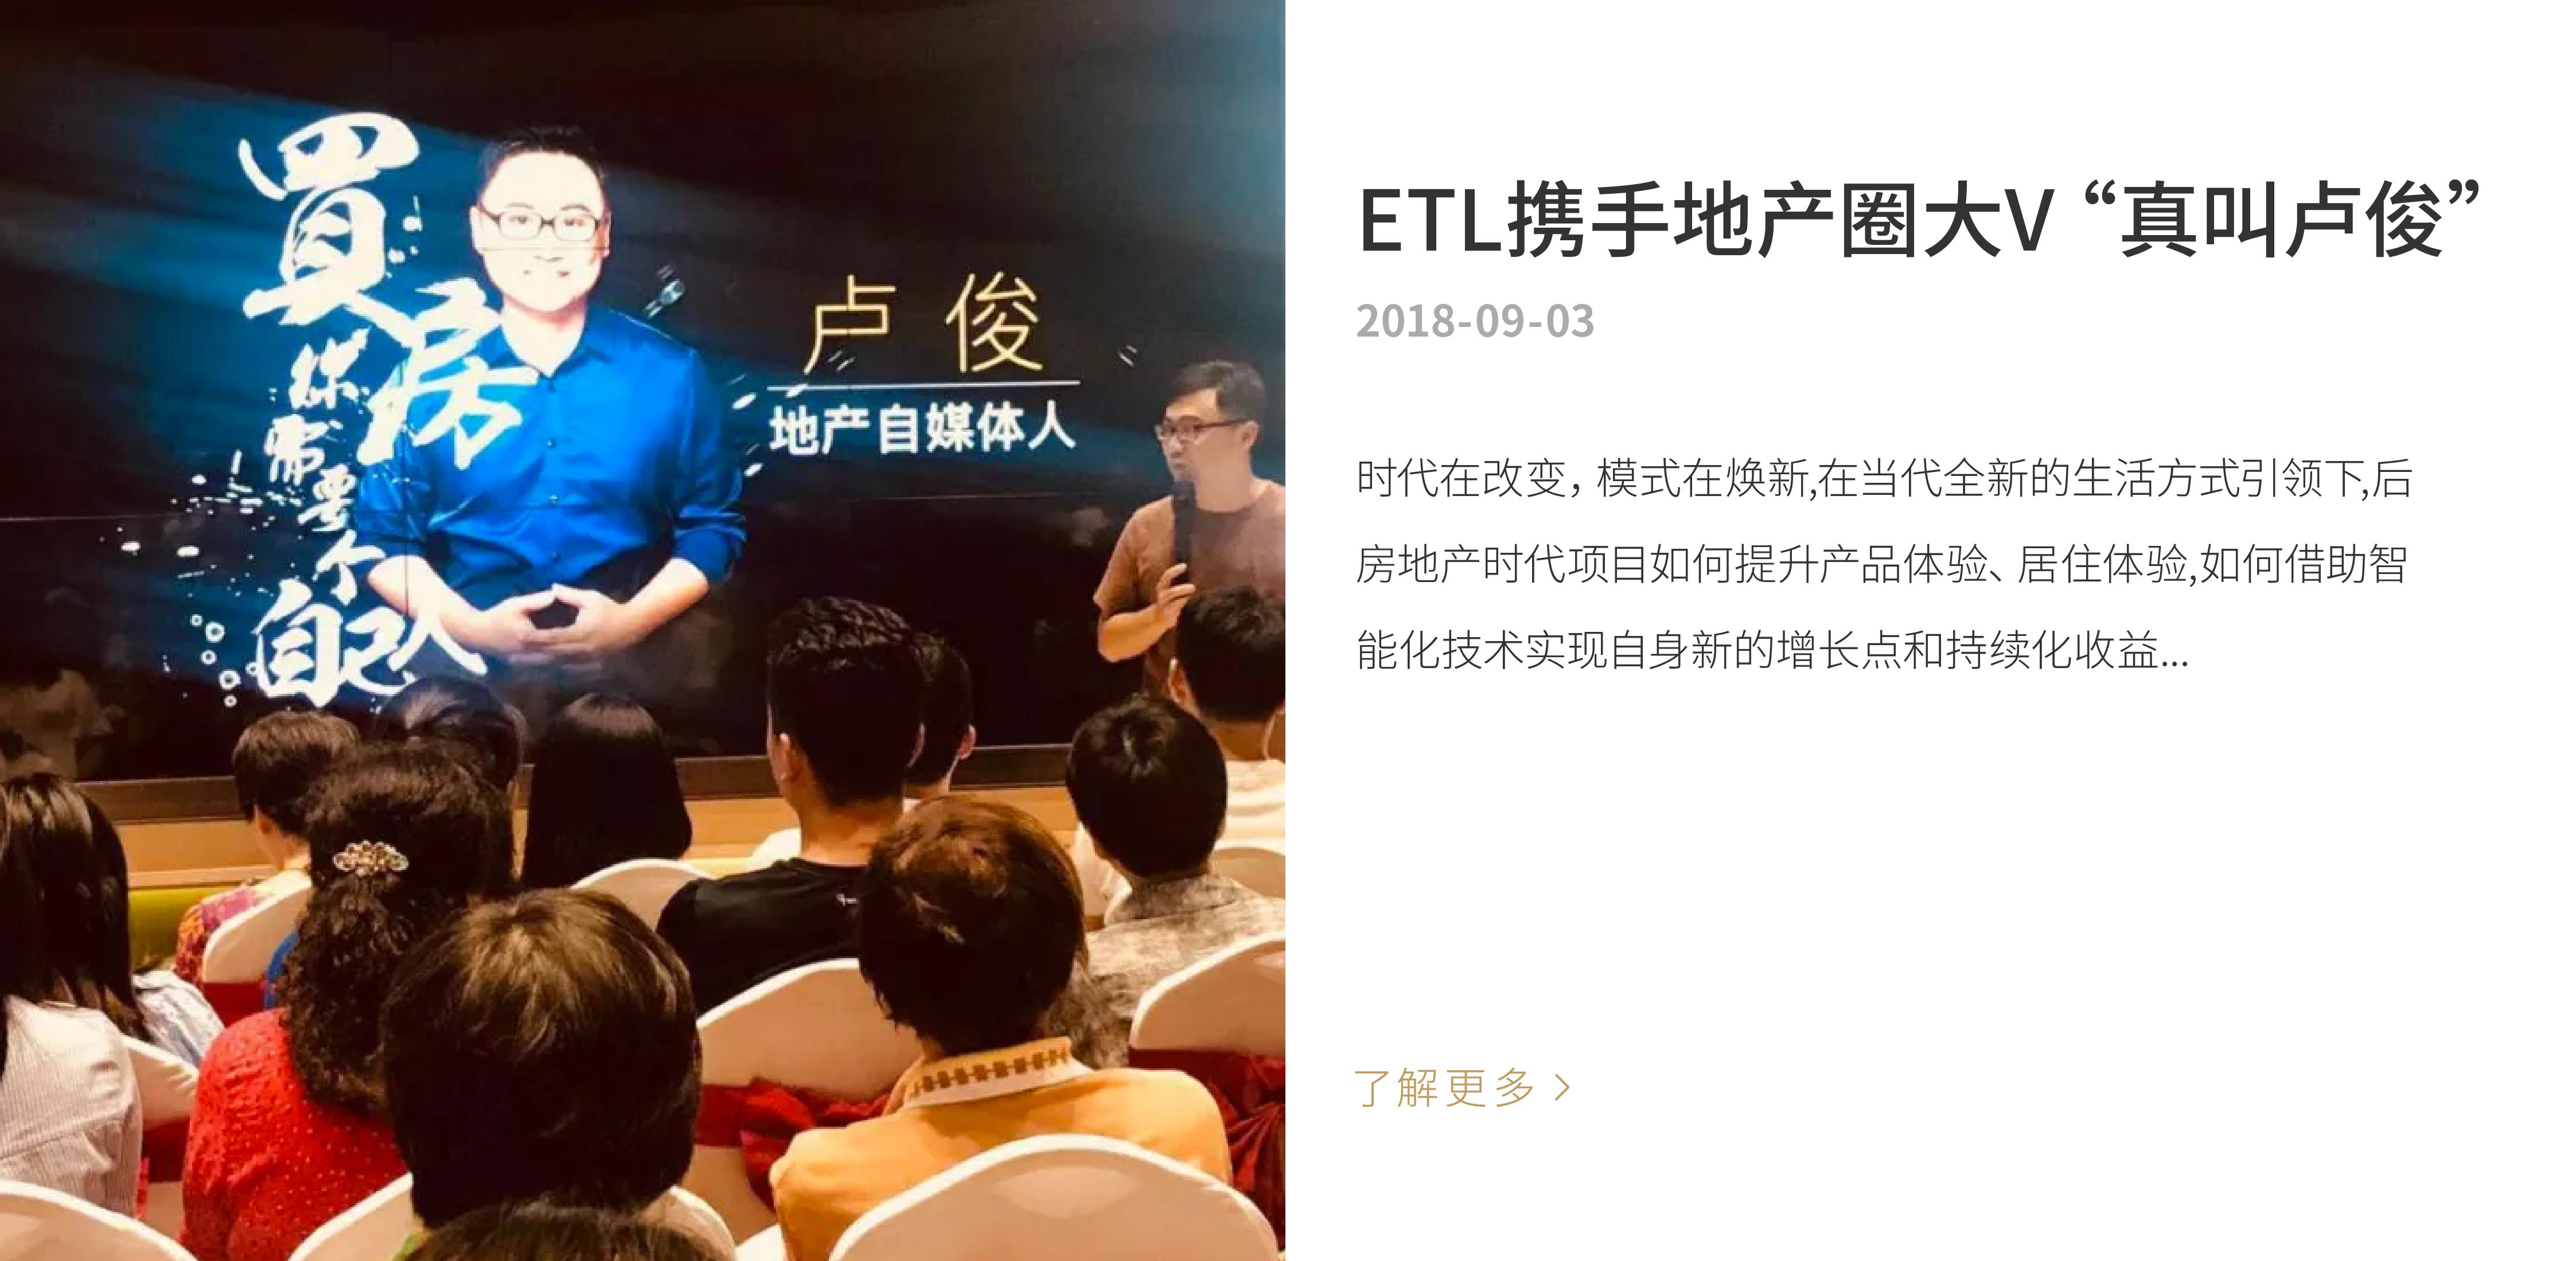 買房
你需要个
自己人
卢俊
地产自媒体人
ETL携手地产圈大V “真叫卢俊”
2018-09-03
时代在改变，模式在焕新,在当代全新的生活方式引领下,后
房地产时代项目如何提升产品体验、居住体验,如何借助智
能化技术实现自身新的增长点和持续化收益...
了解更多 >